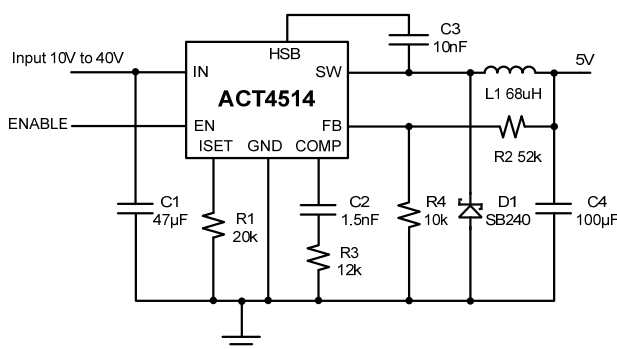 C3
10nF
HSB
Input 10V to 40V
IN
SW
5V
ACT4514
L1 68uH
ENABLE
EN
FB
ISET
GND
COMP
R2 52k
C1
47µF
R1
20k
C2
1.5nF
R3
12k
R4
10k
D1
SB240
C4
100µF